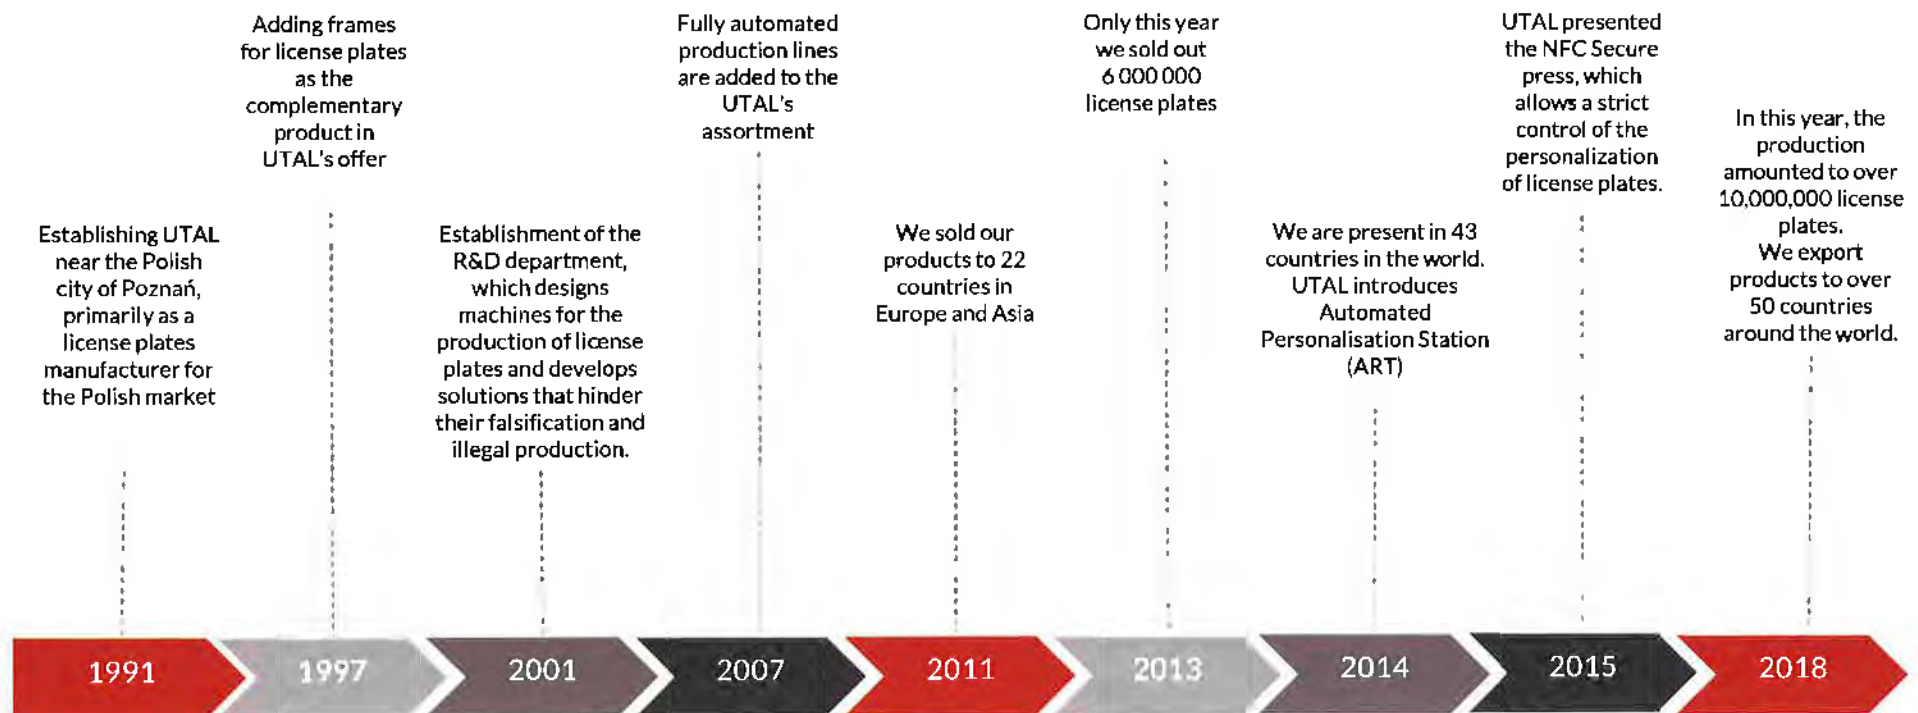 Establishing UTAL
near the Polish
city of Poznań,
primarily as a
license plates
manufacturer for
the Polish market
Adding frames
for license plates
as the
complementary
product in
UTAL's offer
Establishment of the
R&D department,
which designs
machines for the
production of license
plates and develops
solutions that hinder
their falsification and
illegal production.
Fully automated
production lines
are added to the
UTAL's
assortment
We sold our
products to 22
countries in
Europe and Asia
Only this year
we sold out
6 000 000
license plates
We are present in 43
countries in the world.
UTAL introduces
Automated
Personalisation Station
(ART)
UTAL presented
the NFC Secure
press, which
allows a strict
control of the
personalization
of license plates.
In this year, the
production
amounted to over
10,000,000 license
plates.
We export
products to over
50 countries
around the world.
1991
1997
2001
2007
2011
2013
2014
2015
2018